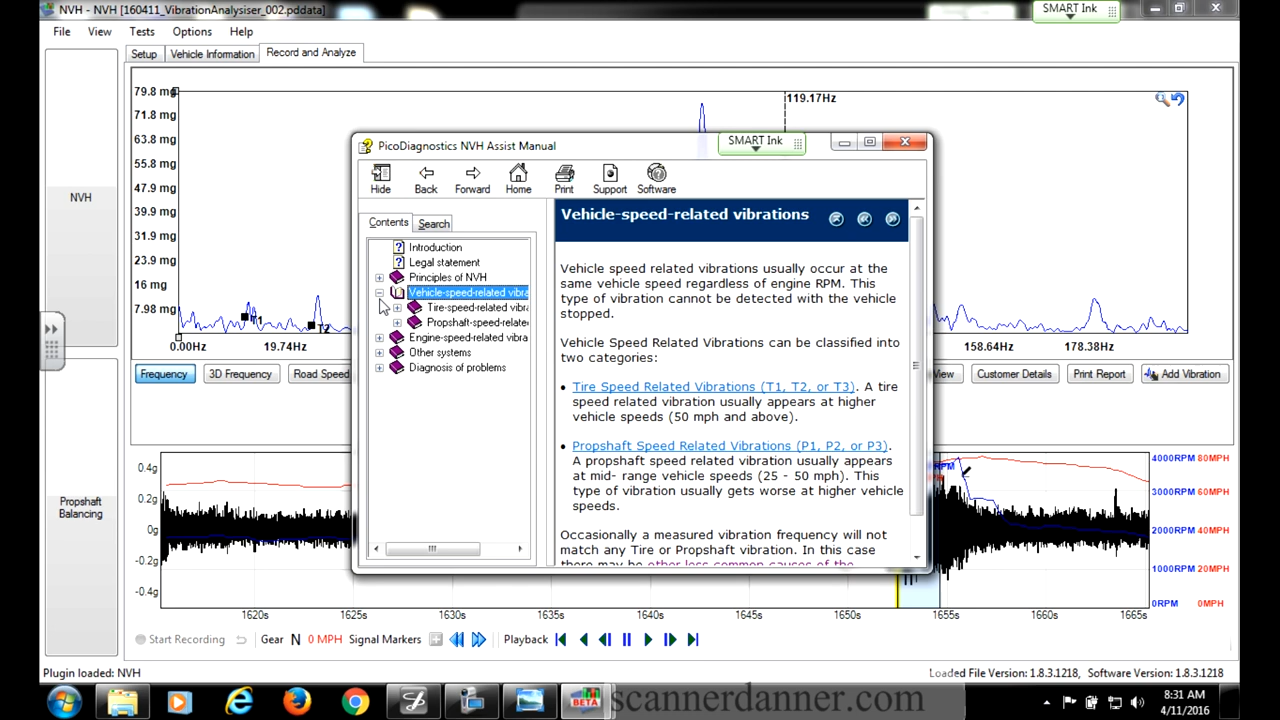 NVH - NVH [160411_VibrationAnalysiser_002.pddata]
SMART Ink
File View Tests Options Help
Setup Vehicle Information Record and Analyze
79.8 mg
71.8 mg
63.8 mg
55.8 mg
47.9 mg
39.9 mg
31.9 mg
23.9 mg
16 mg
7.98 mg
119.17Hz
T1
T2
0.00Hz 19.74Hz 158.64Hz 178.38Hz
NVH
Propshaft
Balancing
Frequency 3D Frequency Road Speed View Customer Details Print Report Add Vibration
PicoDiagnostics NVH Assist Manual
SMART Ink
Hide Back Forward Home Print Support Software
Contents Search
Introduction
Legal statement
Principles of NVH
Vehicle-speed-related vibra
Tire-speed-related vibra
Propshaft-speed-relate
Engine-speed-related vibra
Other systems
Diagnosis of problems
Vehicle-speed-related vibrations
Vehicle speed related vibrations usually occur at the
same vehicle speed regardless of engine RPM. This
type of vibration cannot be detected with the vehicle
stopped.
Vehicle Speed Related Vibrations can be classified into
two categories:
• Tire Speed Related Vibrations (T1, T2, or T3). A tire
speed related vibration usually appears at higher
vehicle speeds (50 mph and above).
• Propshaft Speed Related Vibrations (P1, P2, or P3).
A propshaft speed related vibration usually appears
at mid- range vehicle speeds (25 - 50 mph). This
type of vibration usually gets worse at higher vehicle
speeds.
Occasionally a measured vibration frequency will not
match any Tire or Propshaft vibration. In this case
there may be other less common causes of the
0.4g
0.2g
0g
-0.2g
-0.4g
4000RPM 80MPH
3000RPM 60MPH
2000RPM 40MPH
1000RPM 20MPH
0RPM 0MPH
1620s 1625s 1630s 1635s 1640s 1645s 1650s 1655s 1660s 1665s
Start Recording Gear N 0 MPH Signal Markers Playback
Plugin loaded: NVH
Loaded File Version: 1.8.3.1218, Software Version: 1.8.3.1218
BETA
scannerdanner.com
8:31 AM
4/11/2016